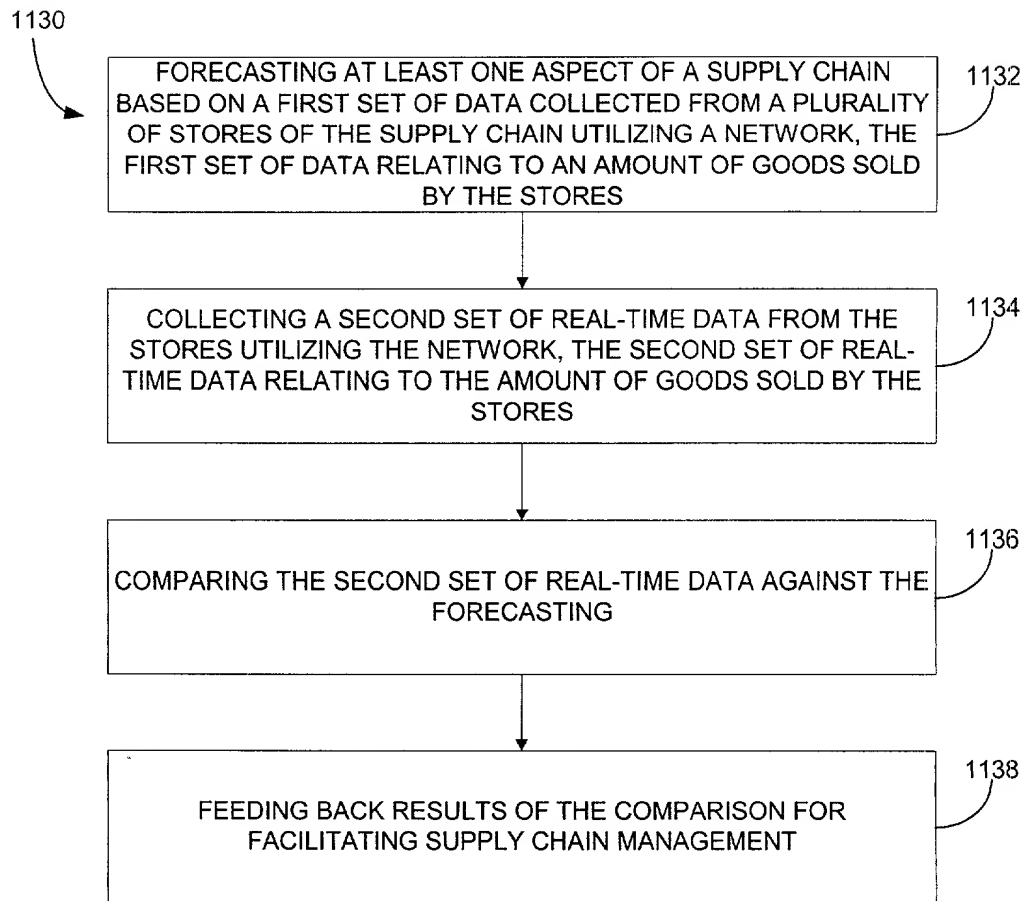 1130
FORECASTING AT LEAST ONE ASPECT OF A SUPPLY CHAIN
BASED ON A FIRST SET OF DATA COLLECTED FROM A PLURALITY
OF STORES OF THE SUPPLY CHAIN UTILIZING A NETWORK, THE
FIRST SET OF DATA RELATING TO AN AMOUNT OF GOODS SOLD
BY THE STORES
1132
COLLECTING A SECOND SET OF REAL-TIME DATA FROM THE
STORES UTILIZING THE NETWORK, THE SECOND SET OF REAL-
TIME DATA RELATING TO THE AMOUNT OF GOODS SOLD BY THE
STORES
1134
COMPARING THE SECOND SET OF REAL-TIME DATA AGAINST THE
FORECASTING
1136
FEEDING BACK RESULTS OF THE COMPARISON FOR
FACILITATING SUPPLY CHAIN MANAGEMENT
1138